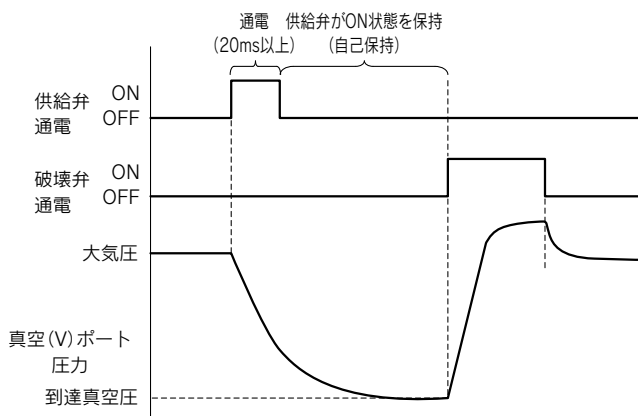 通電 供給弁がON状態を保持
(20ms以上) (自己保持)
供給弁 ON
通電 OFF
破壊弁 ON
通電 OFF
大気圧
真空(V)ポート
圧力
到達真空圧